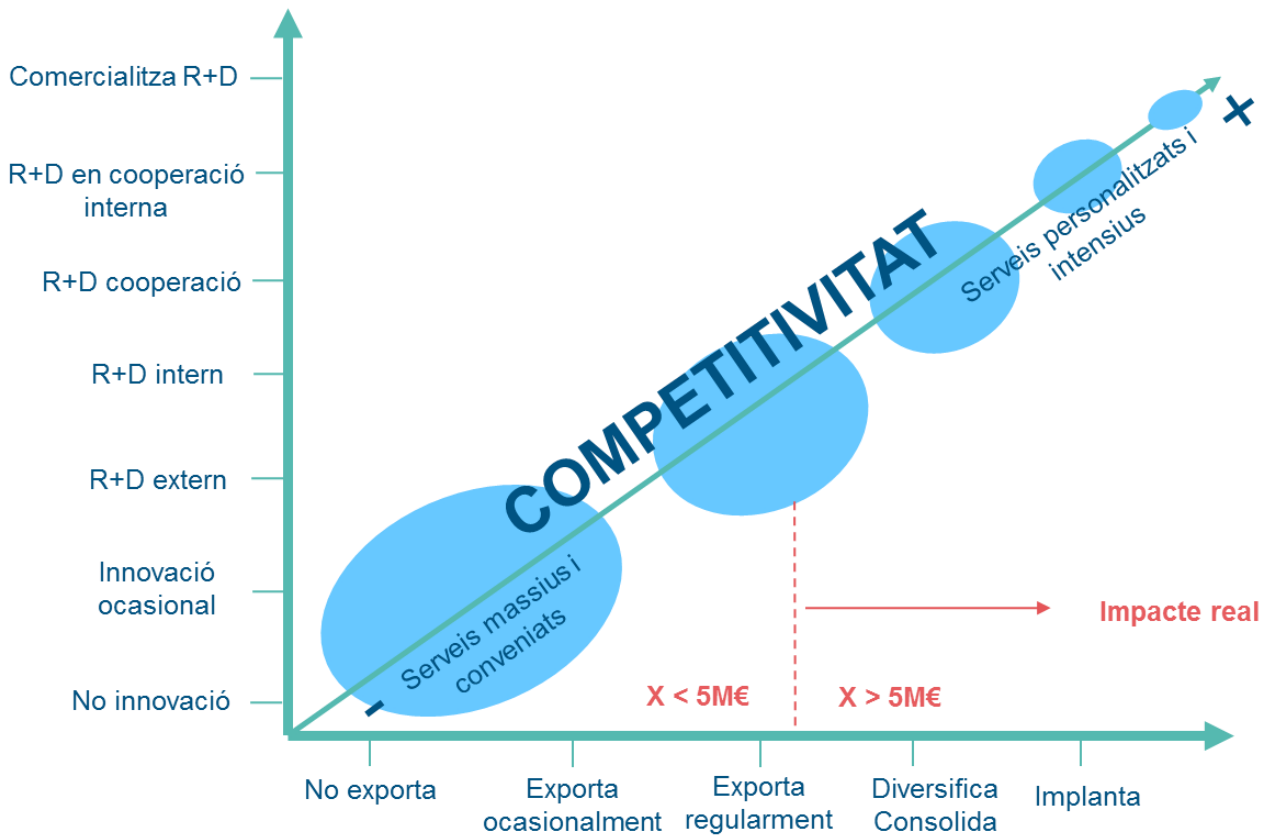 Comercialitza R+D
R+D en cooperació
interna
R+D cooperació
R+D intern
R+D extern
Innovació
ocasional
No innovació
COMPETITIVITAT
+
Serveis personalitzats i
intensius
Serveis massius i
conveniats
-
Impacte real
X < 5M€
X > 5M€
No exporta
Exporta
ocasionalment
Exporta
regularment
Diversifica
Consolida
Implanta